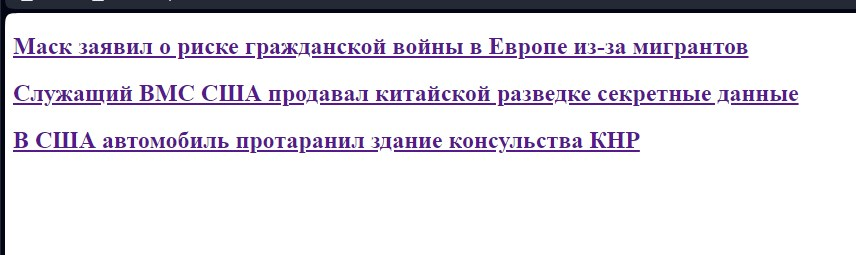 Маск заявил о риске гражданской войны в Европе из-за мигрантов
Служащий ВМС США продавал китайской разведке секретные данные
В США автомобиль протаранил здание консульства КНР